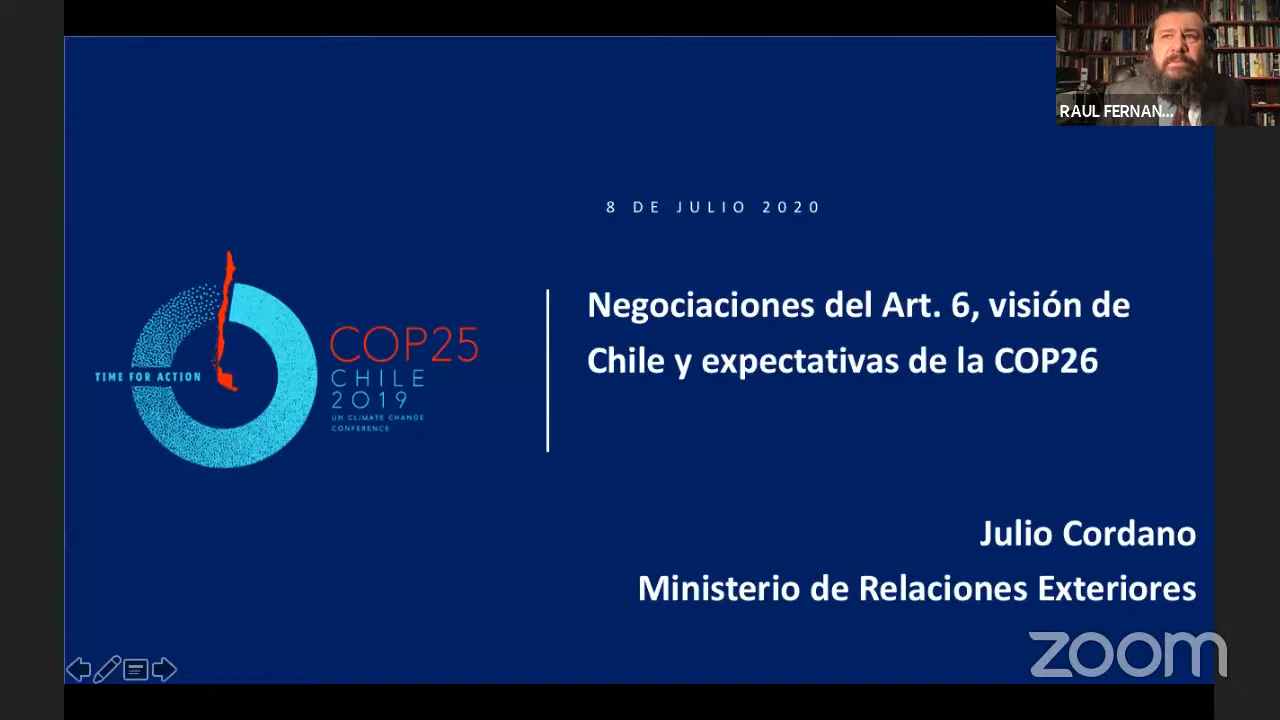 RAUL FERNAN...
8 DE JULIO 2020
Negociaciones del Art. 6, visión de
Chile y expectativas de la COP26
TIME FOR ACTION
COP25
CHILE
2019
UN CLIMATE CHANGE
CONFERENCE
Julio Cordano
Ministerio de Relaciones Exteriores
zoom